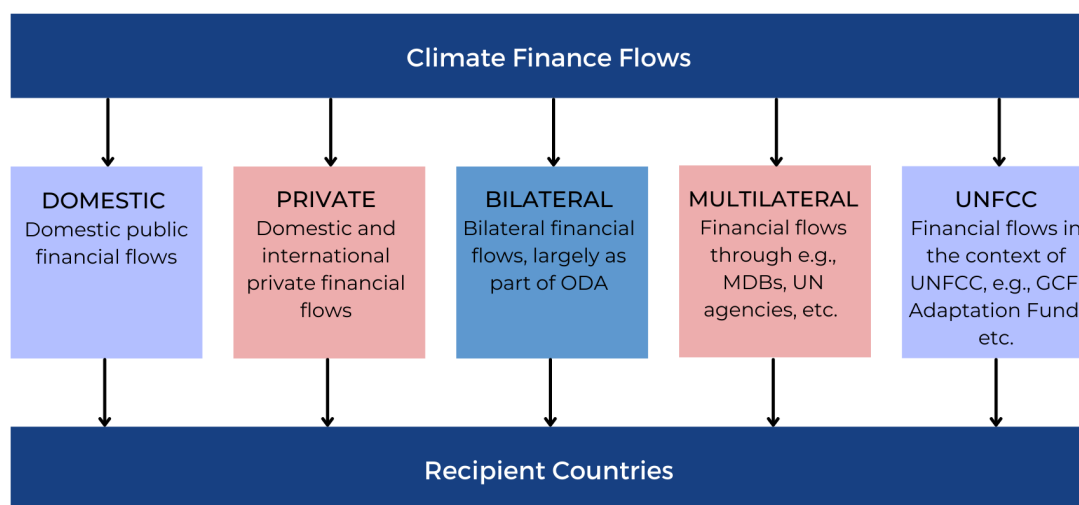 Climate Finance Flows
DOMESTIC
Domestic public
financial flows
PRIVATE
Domestic and
international
private financial
flows
BILATERAL
Bilateral financial
flows, largely as
part of ODA
MULTILATERAL
Financial flows
through e.g.,
MDBs, UN
agencies, etc.
UNFCC
Financial flows in
the context of
UNFCC, e.g., GCF,
Adaptation Fund,
etc.
Recipient Countries